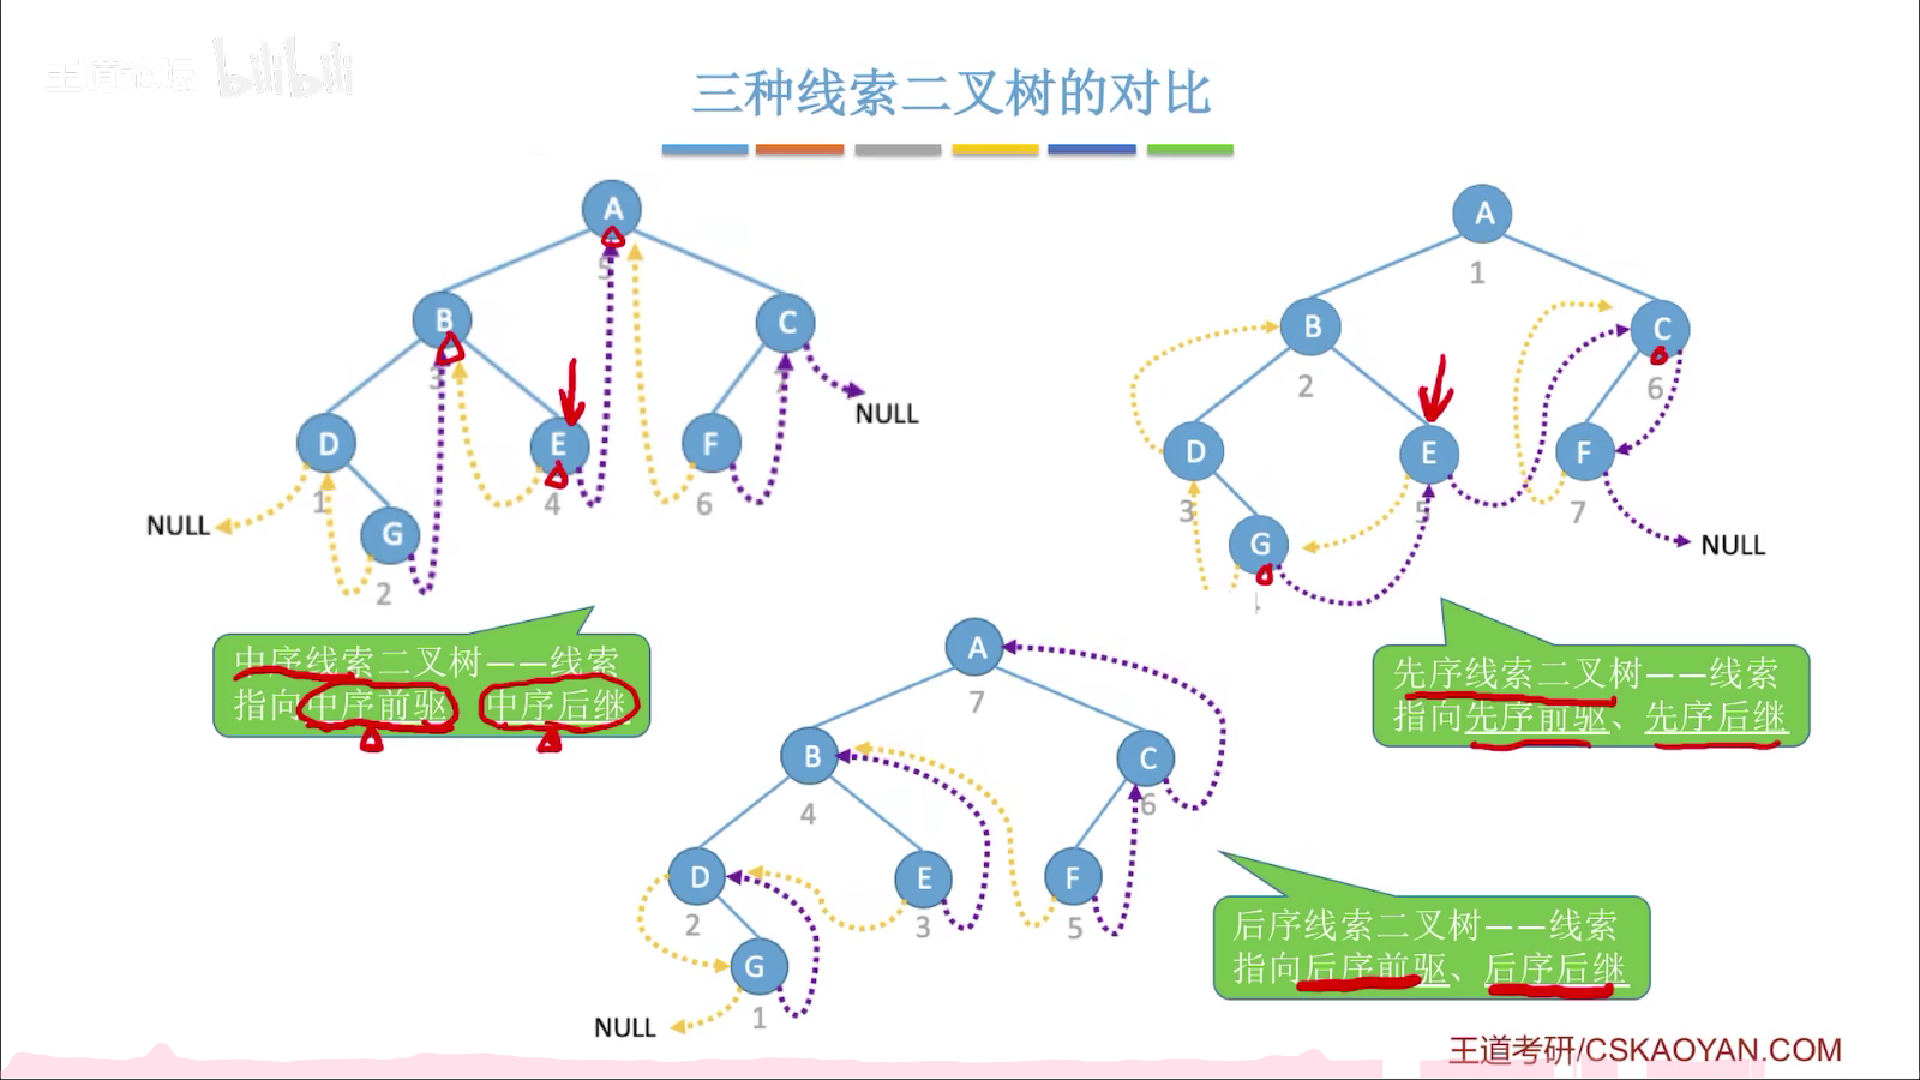 王道论坛 bilibili
三种线索二叉树的对比
A
5
B
3
C
7
D
1
E
4
F
6
NULL
NULL
G
2
中序线索二叉树——线索
指向中序前驱、中序后继
A
1
B
2
C
6
D
3
E
5
F
7
G
NULL
先序线索二叉树——线索
指向先序前驱、先序后继
A
7
B
4
C
6
D
2
E
3
F
5
G
1
NULL
后序线索二叉树——线索
指向后序前驱、后序后继
王道考研/CSKAOYAN.COM